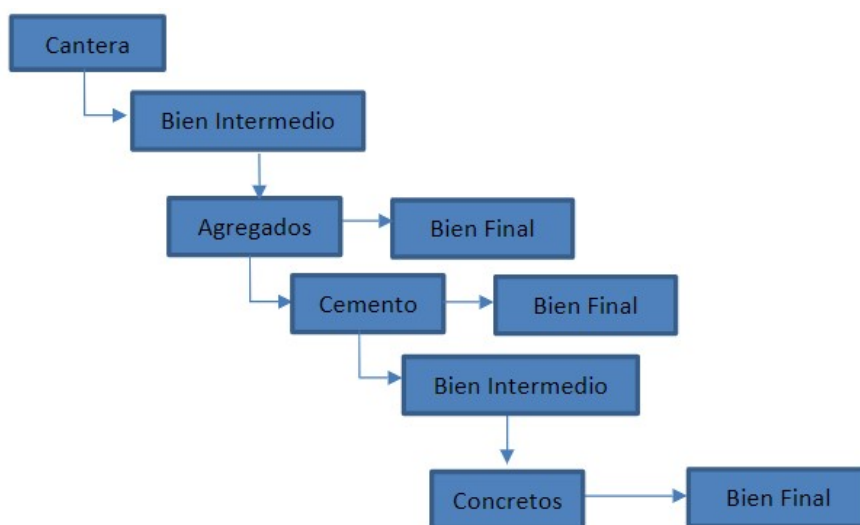 Cantera
Bien Intermedio
Agregados
Bien Final
Cemento
Bien Final
Bien Intermedio
Concretos
Bien Final